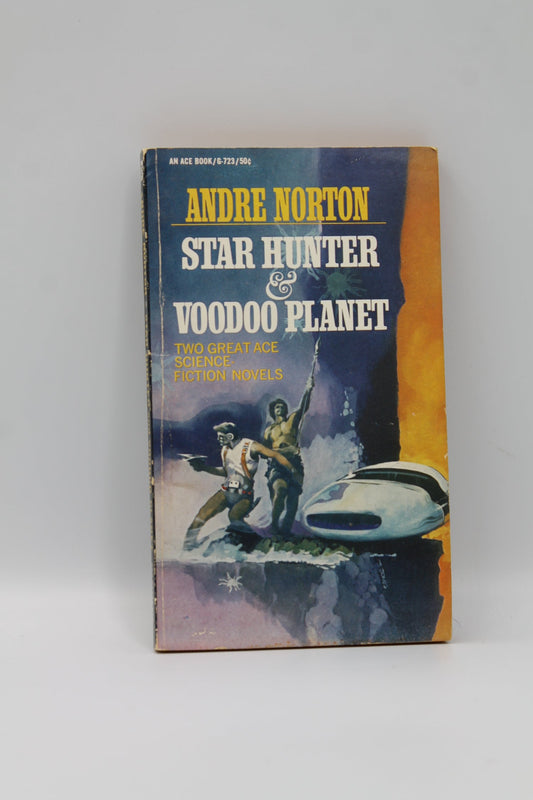 AN ACE BOOK/G-723/50¢
ANDRE NORTON
STAR HUNTER
&
VOODOO PLANET
TWO GREAT ACE
SCIENCE-
FICTION NOVELS